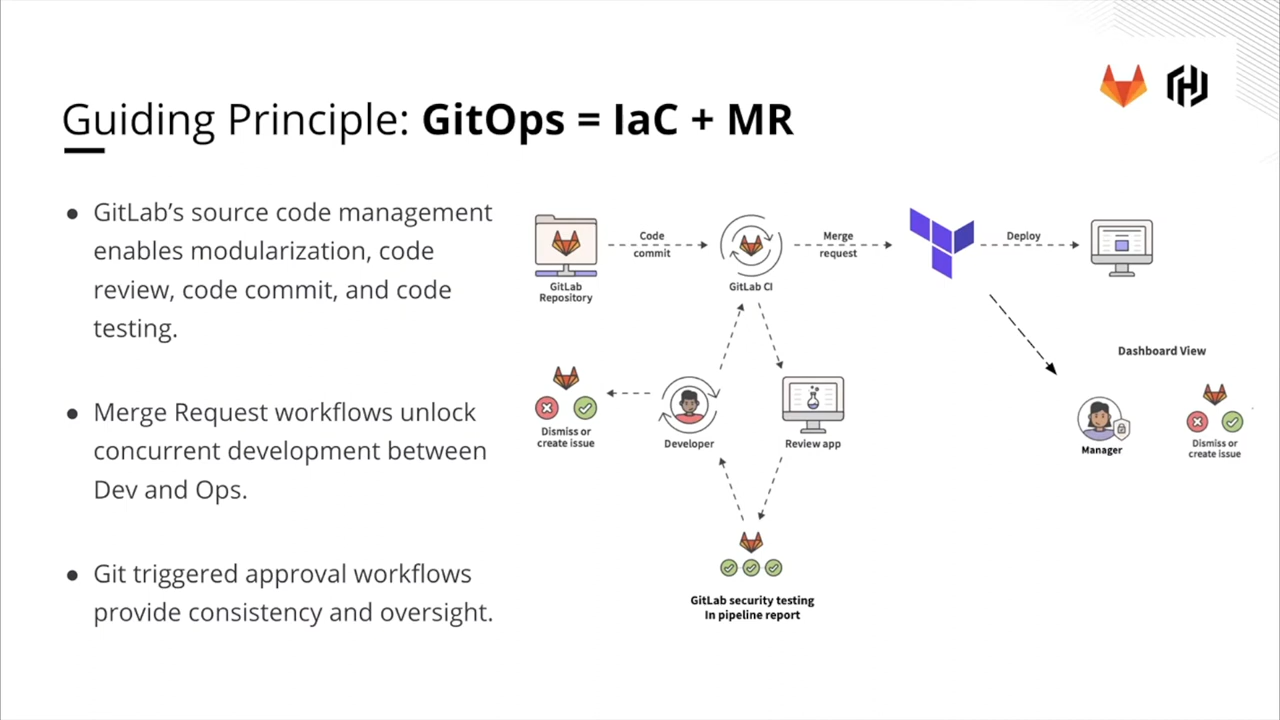 Guiding Principle: GitOps = IaC + MR
● GitLab’s source code management
enables modularization, code
review, code commit, and code
testing.
● Merge Request workflows unlock
concurrent development between
Dev and Ops.
● Git triggered approval workflows
provide consistency and oversight.
GitLab
Repository
Code
commit
GitLab CI
Merge
request
Deploy
Dismiss or
create issue
Developer
Review app
GitLab security testing
In pipeline report
Dashboard View
Manager
Dismiss or
create issue